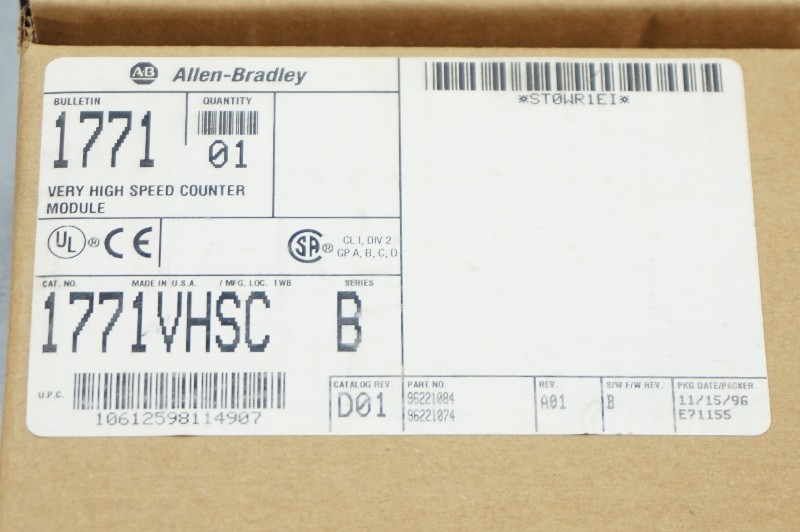 AB Allen-Bradley
BULLETIN
1771
QUANTITY
01
VERY HIGH SPEED COUNTER
MODULE
*ST0WR1EI*
UL ® CE
SA ® CL I, DIV 2
GP A, B, C, D
CAT. NO. MADE IN U.S.A. / MFG. LOC. TWB SERIES
1771VHSC B
U.P.C.
10612598114907
CATALOG REV.
D01
PART NO.
96221084
96221074
REV.
A01
S/W F/W REV.
B
PKG DATE/PACKER
11/15/96
E71155